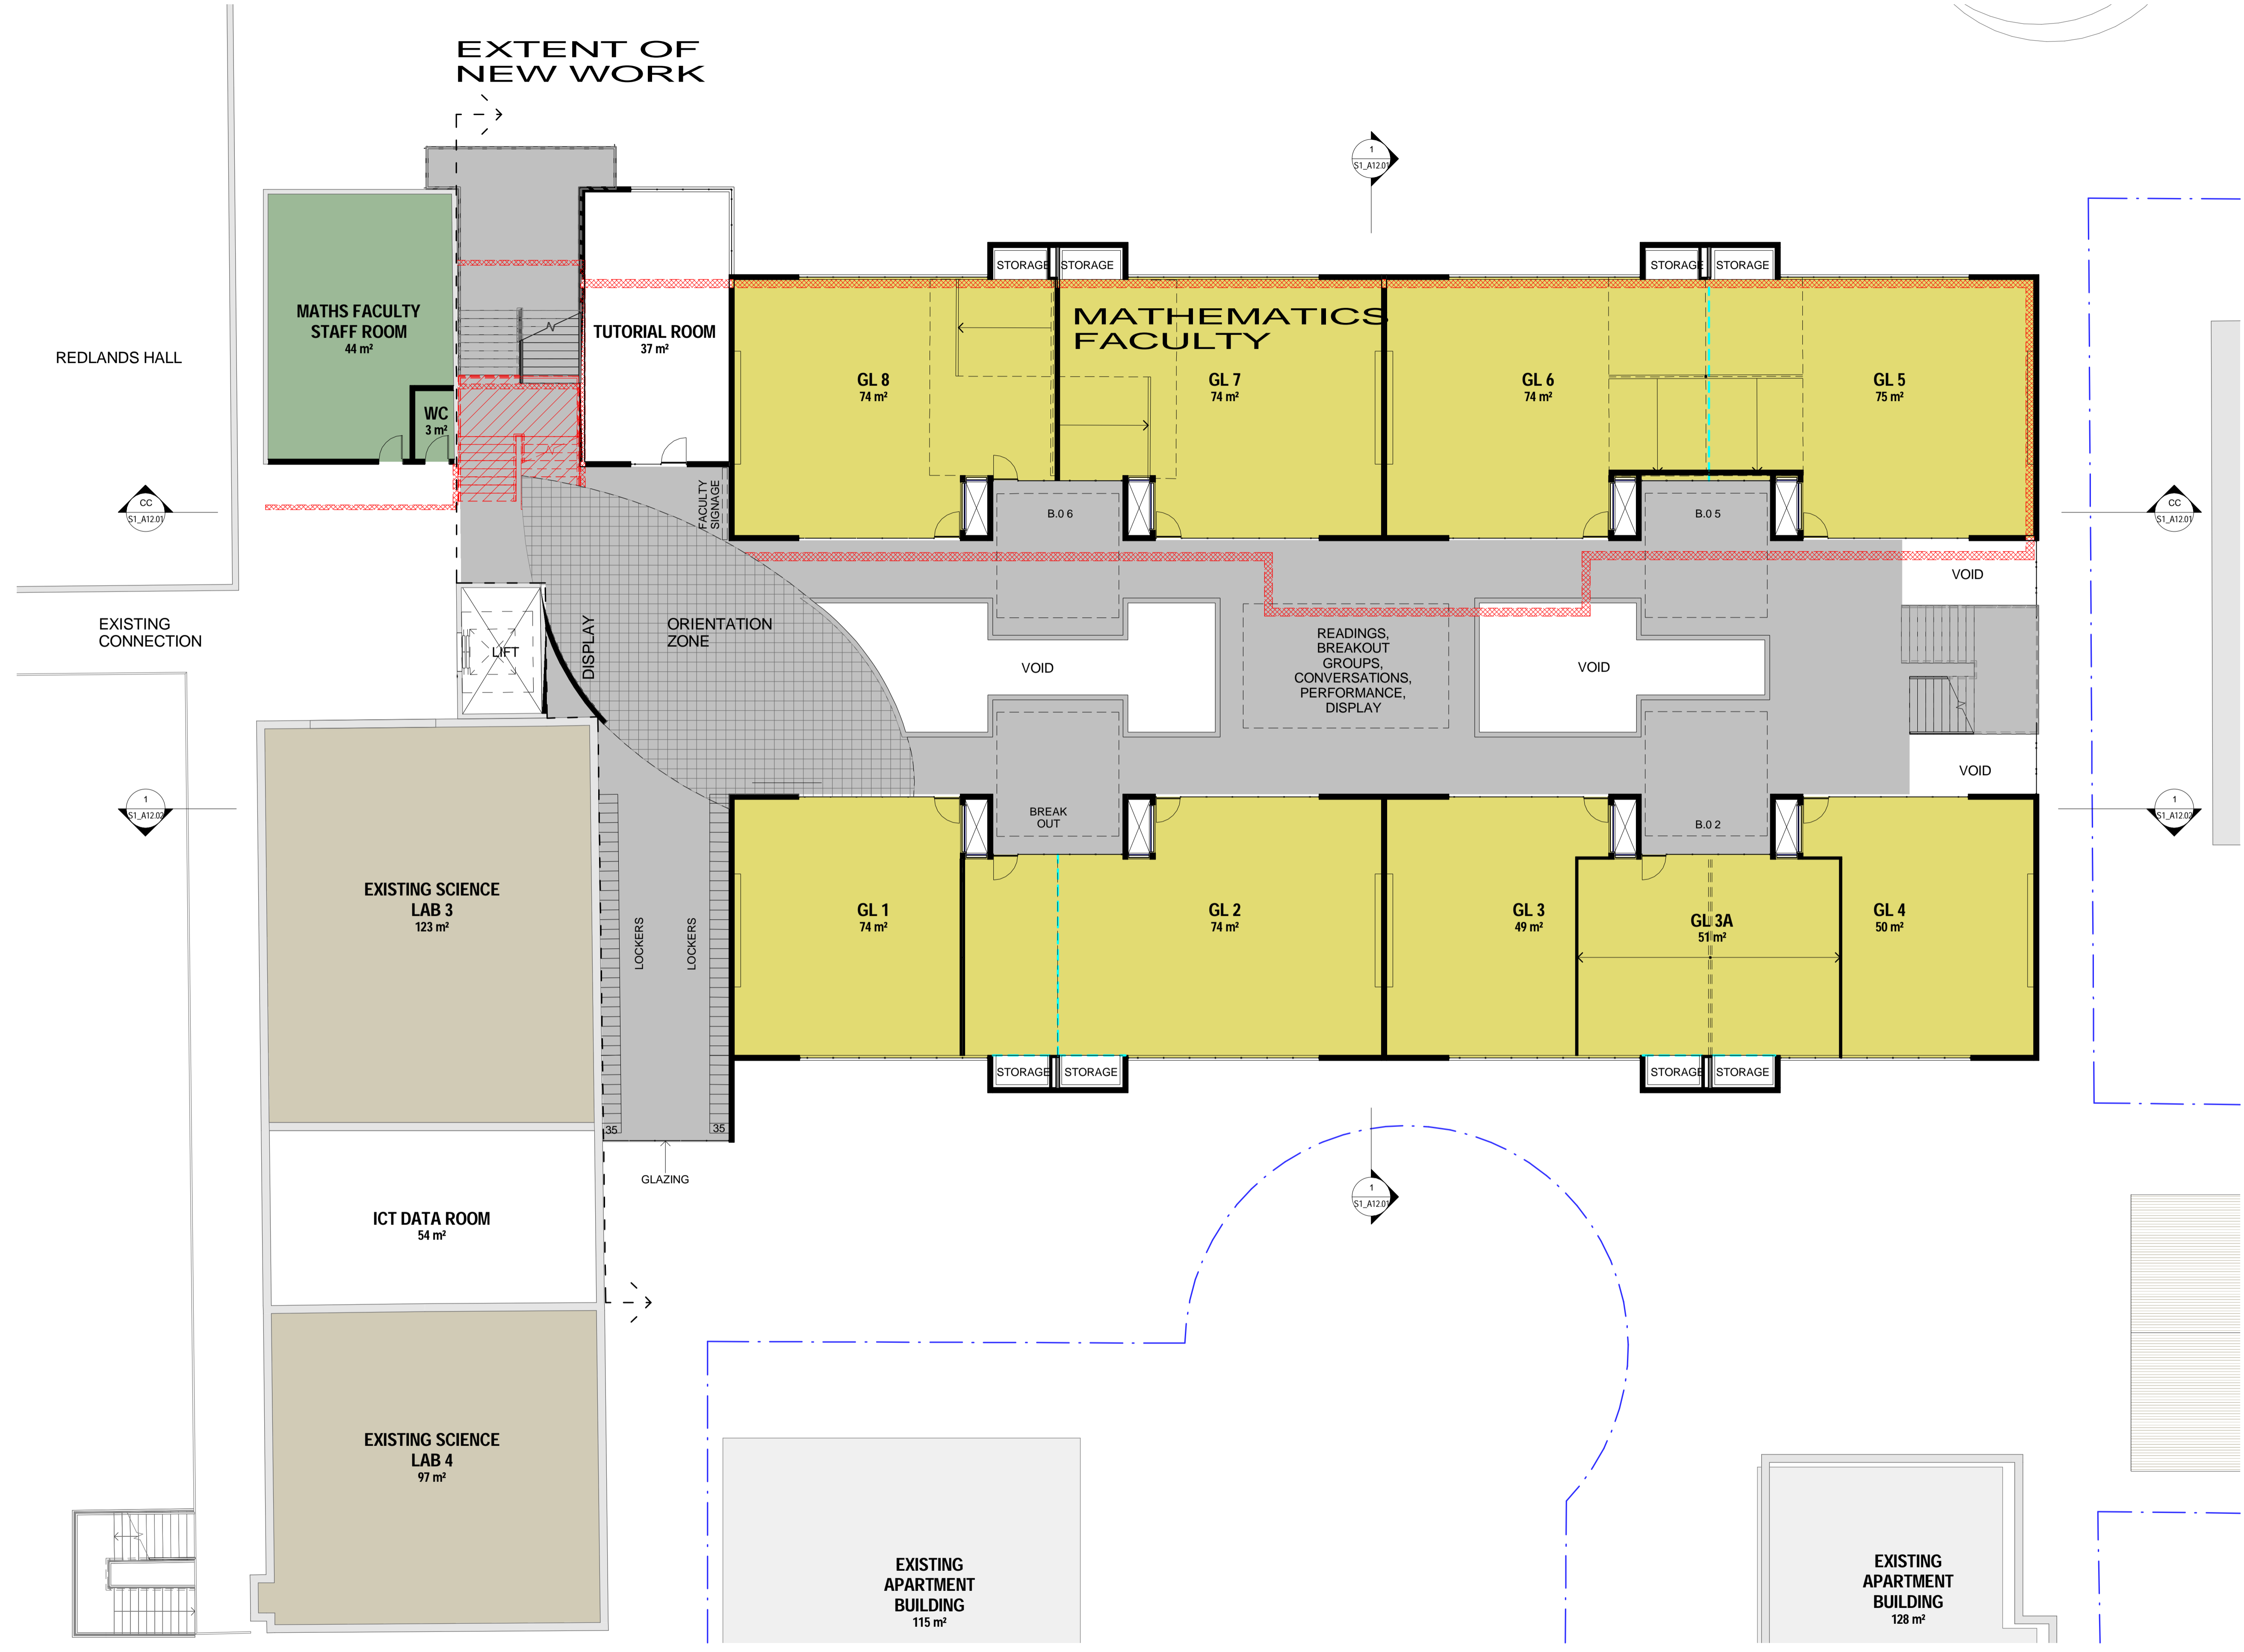 EXTENT OF
NEW WORK
1
S1_A12.01
STORAGE
STORAGE
STORAGE
STORAGE
MATHS FACULTY
STAFF ROOM
44 m²
TUTORIAL ROOM
37 m²
MATHEMATICS
FACULTY
REDLANDS HALL
GL 8
74 m²
GL 7
74 m²
GL 6
74 m²
GL 5
75 m²
WC
3 m²
CC
S1_A12.01
FACULTY
SIGNAGE
B.0 6
B.0 5
CC
S1_A12.01
VOID
EXISTING
CONNECTION
LIFT
DISPLAY
ORIENTATION
ZONE
VOID
READINGS,
BREAKOUT
GROUPS,
CONVERSATIONS,
PERFORMANCE,
DISPLAY
VOID
VOID
1
S1_A12.02
BREAK
OUT
B.0 2
1
S1_A12.02
EXISTING SCIENCE
LAB 3
123 m²
LOCKERS
LOCKERS
GL 1
74 m²
GL 2
74 m²
GL 3
49 m²
GL 3A
51 m²
GL 4
50 m²
STORAGE
STORAGE
STORAGE
STORAGE
35
35
GLAZING
1
S1_A12.01
ICT DATA ROOM
54 m²
EXISTING SCIENCE
LAB 4
97 m²
EXISTING
APARTMENT
BUILDING
115 m²
EXISTING
APARTMENT
BUILDING
128 m²